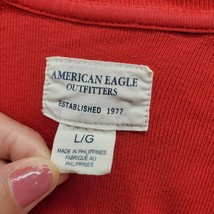 AMERICAN EAGLE
OUTFITTERS
ESTABLISHED 1977
L/G
MADE IN PHILIPPINES
FABRIQUÉ AU
PHILIPPINES